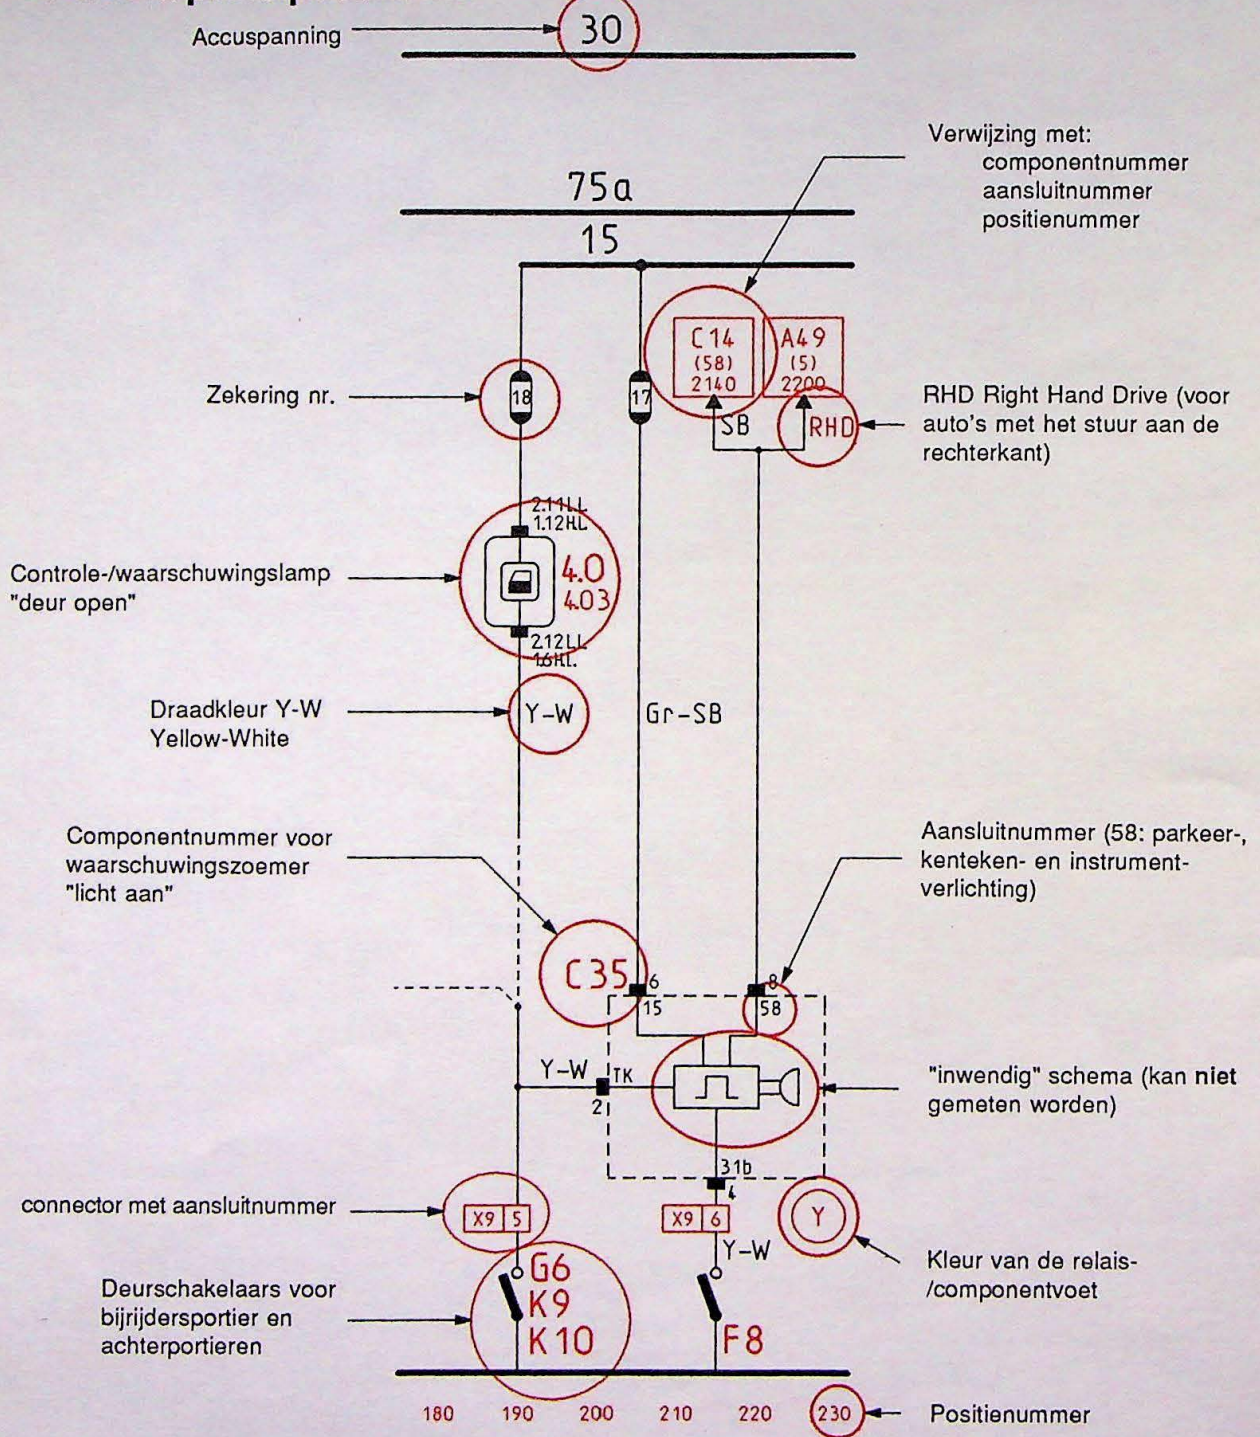 Accuspanning
30
Verwijzing met:
componentnummer
aansluitnummer
positienummer
75a
15
C14
(58)
2140
A49
(5)
2200
Zekering nr.
18
17
SB
RHD
RHD Right Hand Drive (voor
auto's met het stuur aan de
rechterkant)
2.11LL
1.12HL.
Controle-/waarschuwingslamp
"deur open"
4.0
4.03
2.12LL
1.6HL.
Draadkleur Y-W
Yellow-White
Y-W
Gr-SB
Componentnummer voor
waarschuwingszoemer
"licht aan"
Aansluitnummer (58: parkeer-,
kenteken- en instrument-
verlichting)
C35
6
8
15
58
Y-W
TK
2
"inwendig" schema (kan niet
gemeten worden)
31b
4
connector met aansluitnummer
X9 5
X9 6
Y
Y-W
Kleur van de relais-
/componentvoet
Deurschakelaars voor
bijrijdersportier en
achterportieren
G6
K9
K10
F8
180 190 200 210 220 230
Positienummer